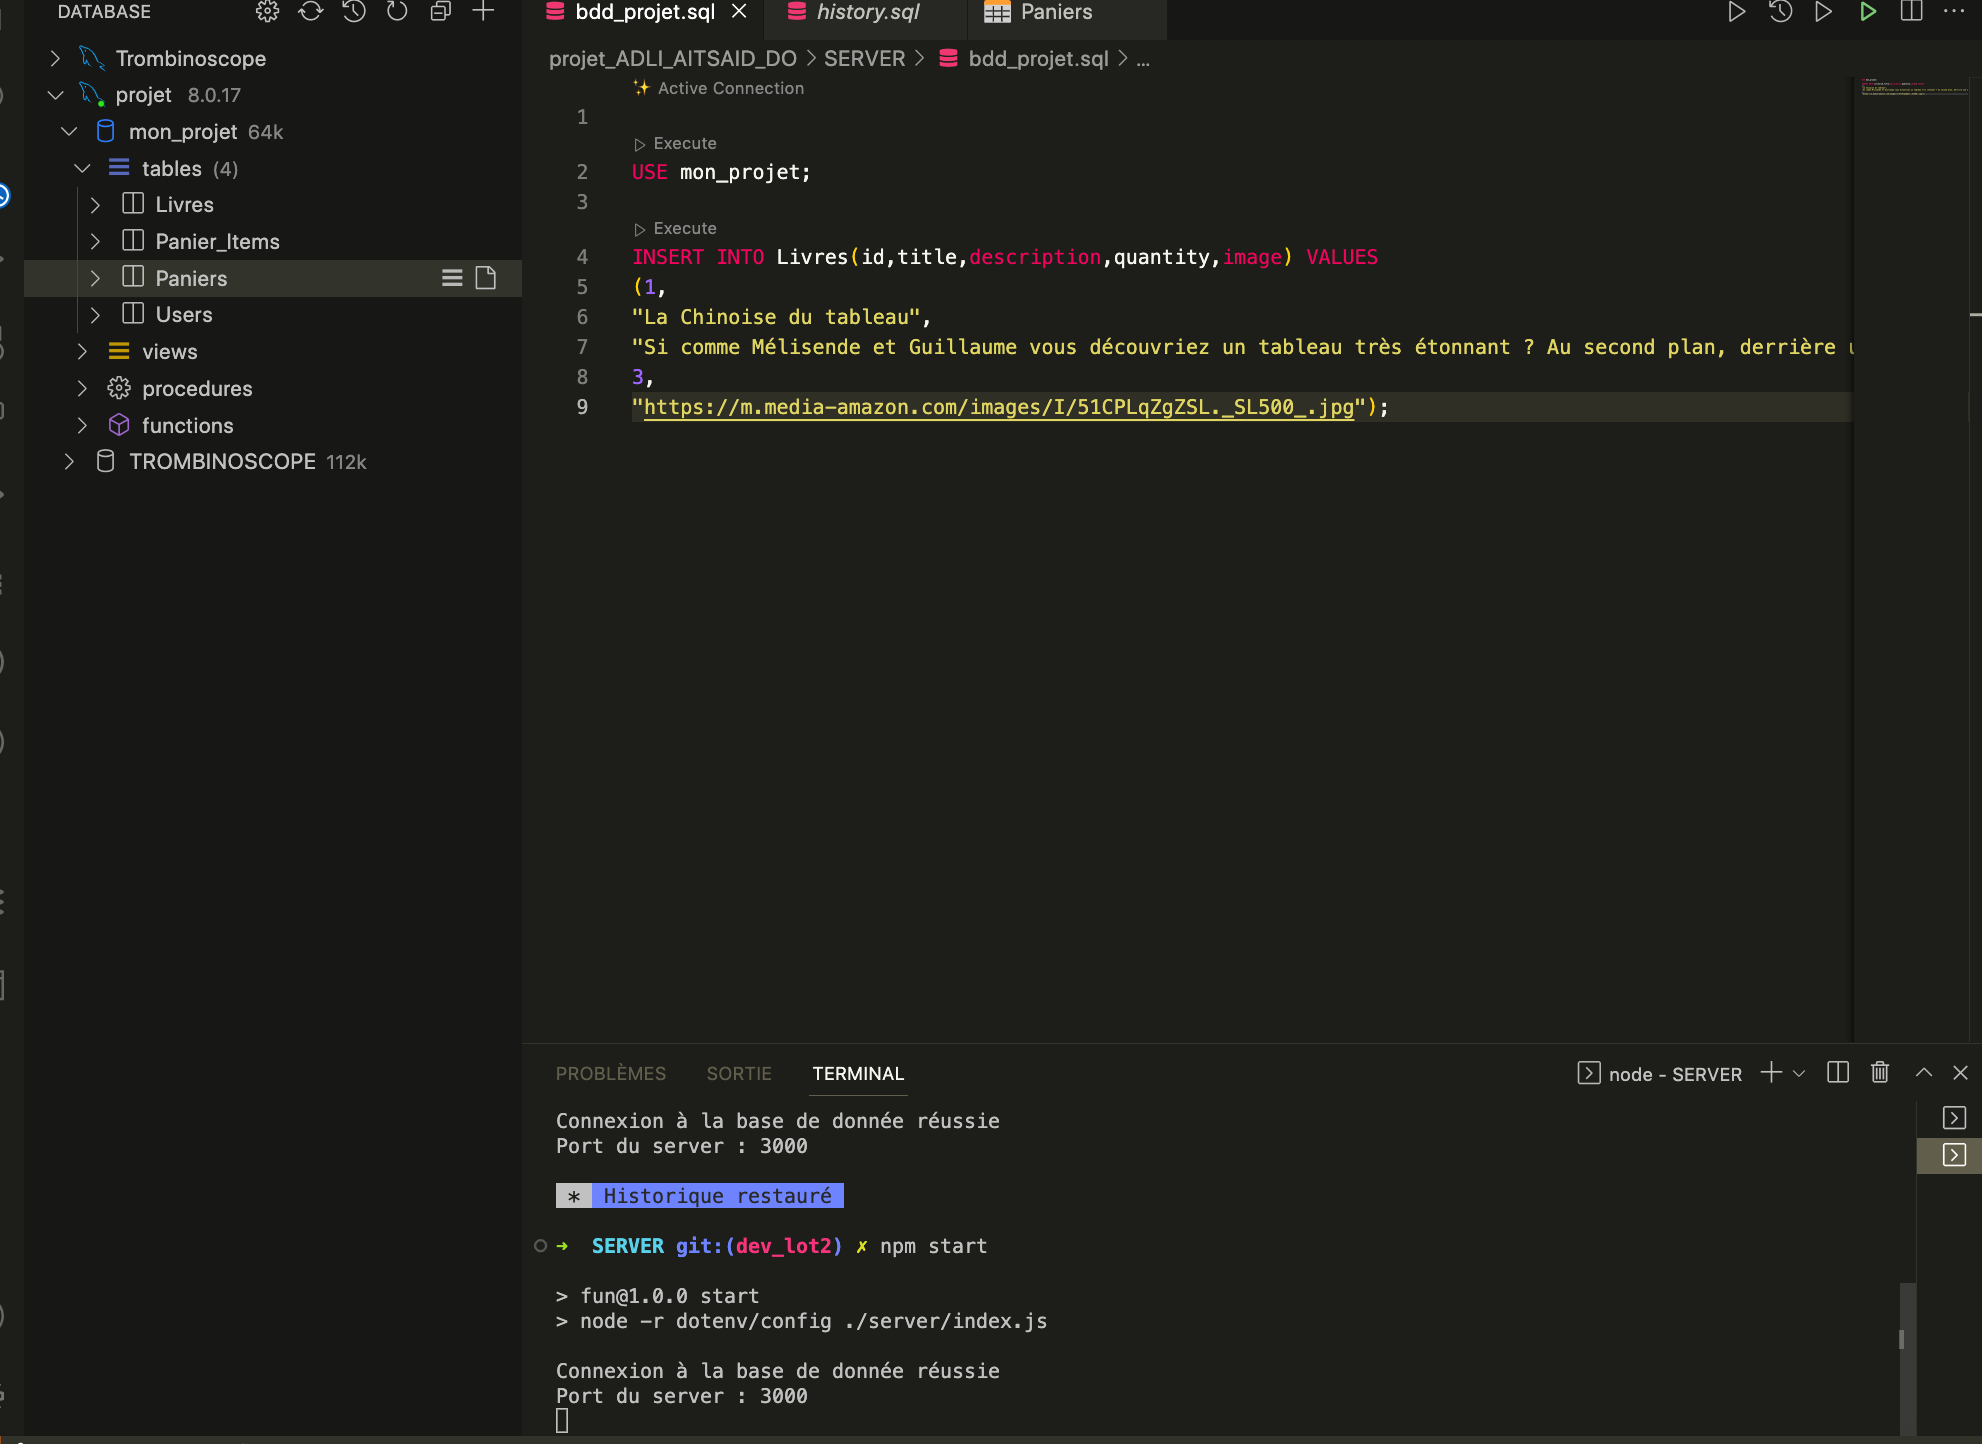 DATABASE
Trombinoscope
projet 8.0.17
mon_projet 64k
tables (4)
Livres
Panier_Items
Paniers
Users
views
procedures
functions
TROMBINOSCOPE 112k
bdd_projet.sql
history.sql
Paniers
projet_ADLI_AITSAID_DO > SERVER > bdd_projet.sql > ...
Active Connection
1
Execute
2 USE mon_projet;
3
Execute
4 INSERT INTO Livres(id,title,description,quantity,image) VALUES
5 (1,
6 "La Chinoise du tableau",
7 "Si comme Mélisende et Guillaume vous découvriez un tableau très étonnant ? Au second plan, derrière
8 3,
9 "https://m.media-amazon.com/images/I/51CPLqZgZSL._SL500_.jpg");
PROBLÈMES SORTIE TERMINAL
node - SERVER
Connexion à la base de donnée réussie
Port du server : 3000
* Historique restauré
➜ SERVER git:(dev_lot2) ✗ npm start
> fun@1.0.0 start
> node -r dotenv/config ./server/index.js
Connexion à la base de donnée réussie
Port du server : 3000